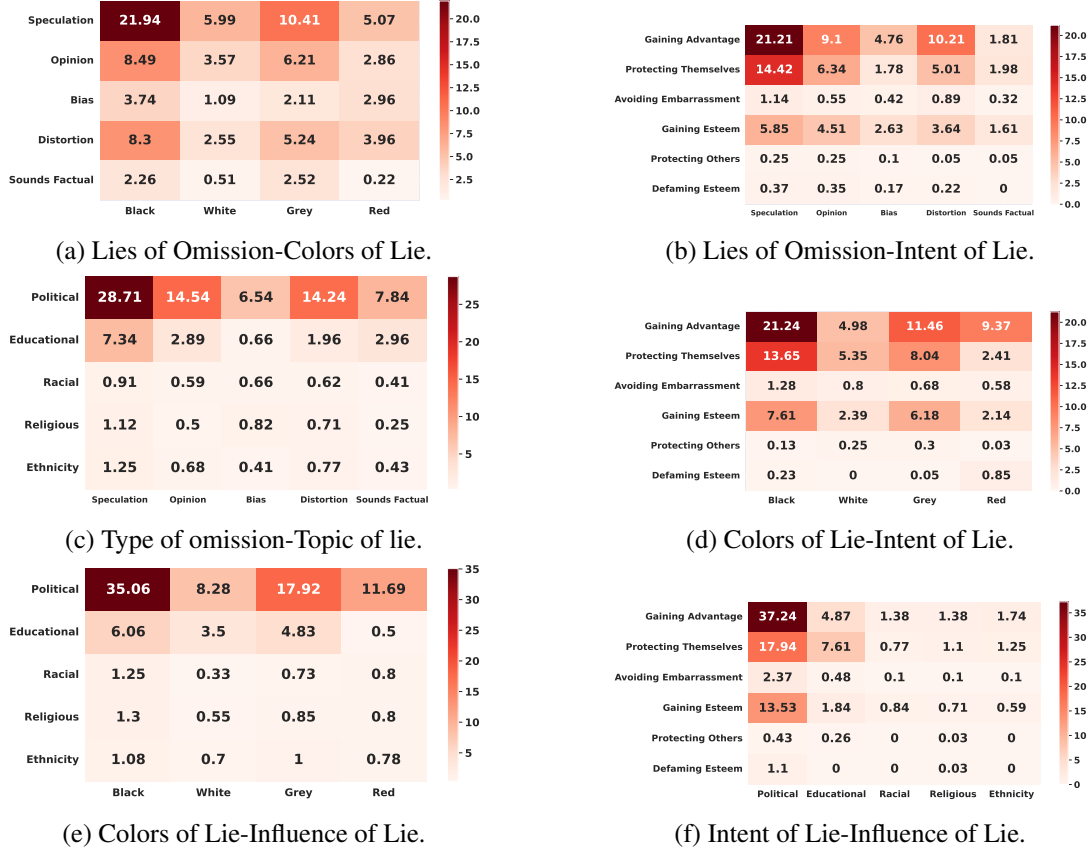 Speculation 21.94 5.99 10.41 5.07
Opinion 8.49 3.57 6.21 2.86
Bias 3.74 1.09 2.11 2.96
Distortion 8.3 2.55 5.24 3.96
Sounds Factual 2.26 0.51 2.52 0.22
Black White Grey Red
20.0
17.5
15.0
12.5
10.0
7.5
5.0
2.5
(a) Lies of Omission-Colors of Lie.
Gaining Advantage 21.21 9.1 4.76 10.21 1.81
Protecting Themselves 14.42 6.34 1.78 5.01 1.98
Avoiding Embarrassment 1.14 0.55 0.42 0.89 0.32
Gaining Esteem 5.85 4.51 2.63 3.64 1.61
Protecting Others 0.25 0.25 0.1 0.05 0.05
Defaming Esteem 0.37 0.35 0.17 0.22 0
Speculation Opinion Bias Distortion Sounds Factual
20.0
17.5
15.0
12.5
10.0
7.5
5.0
2.5
0.0
(b) Lies of Omission-Intent of Lie.
Political 28.71 14.54 6.54 14.24 7.84
Educational 7.34 2.89 0.66 1.96 2.96
Racial 0.91 0.59 0.66 0.62 0.41
Religious 1.12 0.5 0.82 0.71 0.25
Ethnicity 1.25 0.68 0.41 0.77 0.43
Speculation Opinion Bias Distortion Sounds Factual
25
20
15
10
5
(c) Type of omission-Topic of lie.
Gaining Advantage 21.24 4.98 11.46 9.37
Protecting Themselves 13.65 5.35 8.04 2.41
Avoiding Embarrassment 1.28 0.8 0.68 0.58
Gaining Esteem 7.61 2.39 6.18 2.14
Protecting Others 0.13 0.25 0.3 0.03
Defaming Esteem 0.23 0 0.05 0.85
Black White Grey Red
20.0
17.5
15.0
12.5
10.0
7.5
5.0
2.5
0.0
(d) Colors of Lie-Intent of Lie.
Political 35.06 8.28 17.92 11.69
Educational 6.06 3.5 4.83 0.5
Racial 1.25 0.33 0.73 0.8
Religious 1.3 0.55 0.85 0.8
Ethnicity 1.08 0.7 1 0.78
Black White Grey Red
35
30
25
20
15
10
5
(e) Colors of Lie-Influence of Lie.
Gaining Advantage 37.24 4.87 1.38 1.38 1.74
Protecting Themselves 17.94 7.61 0.77 1.1 1.25
Avoiding Embarrassment 2.37 0.48 0.1 0.1 0.1
Gaining Esteem 13.53 1.84 0.84 0.71 0.59
Protecting Others 0.43 0.26 0 0.03 0
Defaming Esteem 1.1 0 0 0.03 0
Political Educational Racial Religious Ethnicity
35
30
25
20
15
10
5
0
(f) Intent of Lie-Influence of Lie.